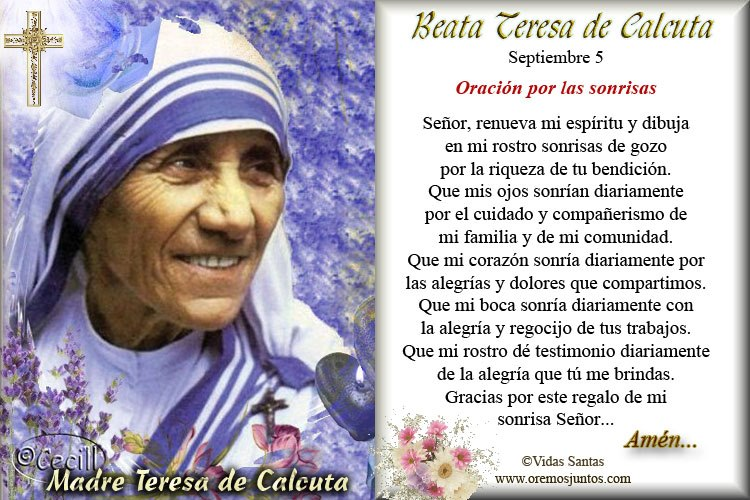 ©Cecill
Madre Teresa de Calcuta
Beata Teresa de Calcuta
Septiembre 5
Oración por las sonrisas
Señor, renueva mi espíritu y dibuja
en mi rostro sonrisas de gozo
por la riqueza de tu bendición.
Que mis ojos sonrían diariamente
por el cuidado y compañerismo de
mi familia y de mi comunidad.
Que mi corazón sonría diariamente por
las alegrías y dolores que compartimos.
Que mi boca sonría diariamente con
la alegría y regocijo de tus trabajos.
Que mi rostro dé testimonio diariamente
de la alegría que tú me brindas.
Gracias por este regalo de mi
sonrisa Señor...
Amén...
©Vidas Santas
www.oremosjuntos.com